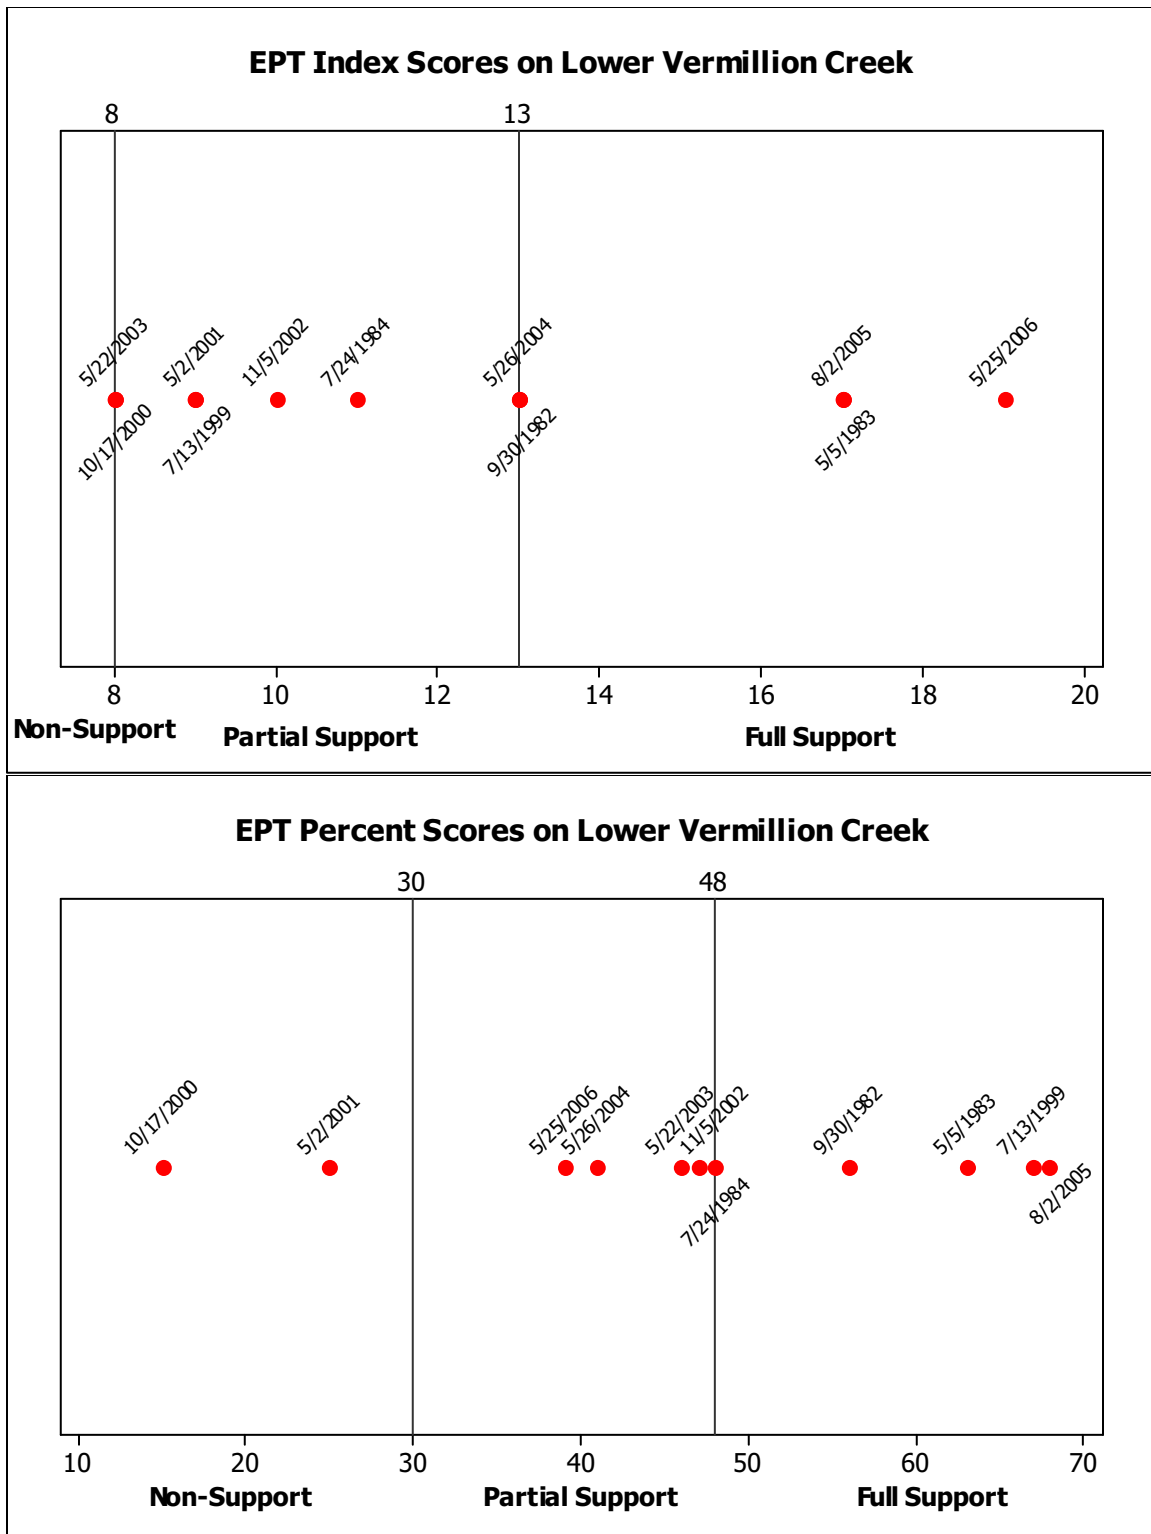 EPT Index Scores on Lower Vermillion Creek
8 13
5/22/2003 5/2/2001 11/5/2002 7/24/1984 5/26/2004 8/2/2005 5/25/2006
10/17/2000 7/13/1999 9/30/1982 5/5/1983
8 10 12 14 16 18 20
Non-Support Partial Support Full Support
EPT Percent Scores on Lower Vermillion Creek
30 48
10/17/2000 5/2/2001 5/25/2006 5/26/2004 5/22/2003 11/5/2002 9/30/1982 5/5/1983 7/13/1999
7/24/1984 8/2/2005
10 20 30 40 50 60 70
Non-Support Partial Support Full Support